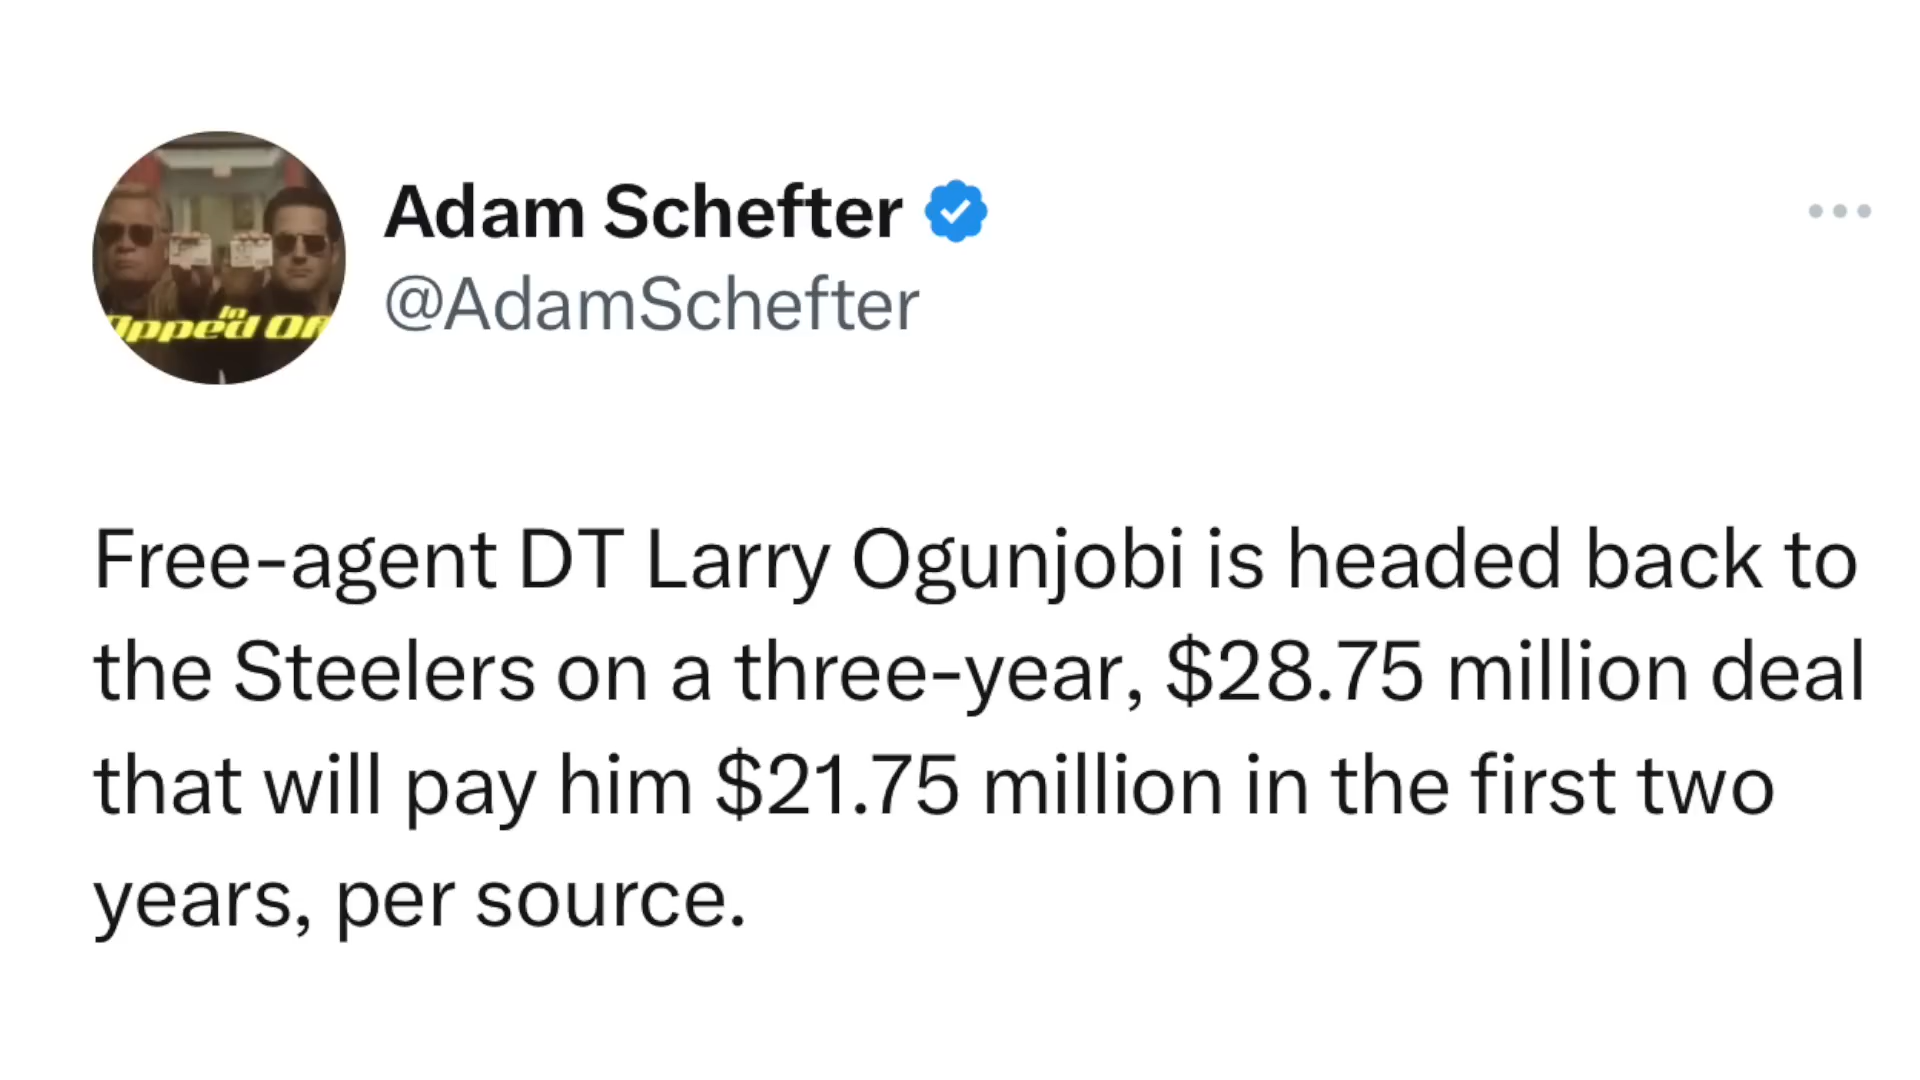 Adam Schefter
@AdamSchefter
Free-agent DT Larry Ogunjobi is headed back to
the Steelers on a three-year, $28.75 million deal
that will pay him $21.75 million in the first two
years, per source.